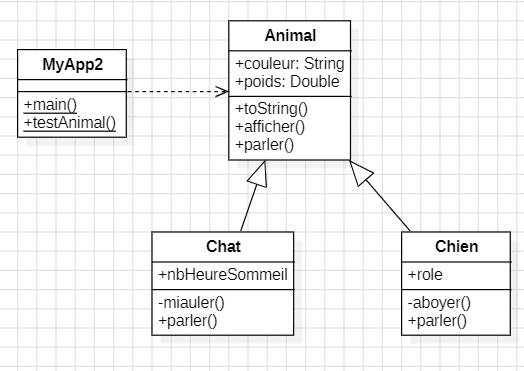 Animal
+couleur: String
+poids: Double
+toString()
+afficher()
+parler()
MyApp2
+main()
+testAnimal()
Chat
+nbHeureSommeil
-miauler()
+parler()
Chien
+role
-aboyer()
+parler()